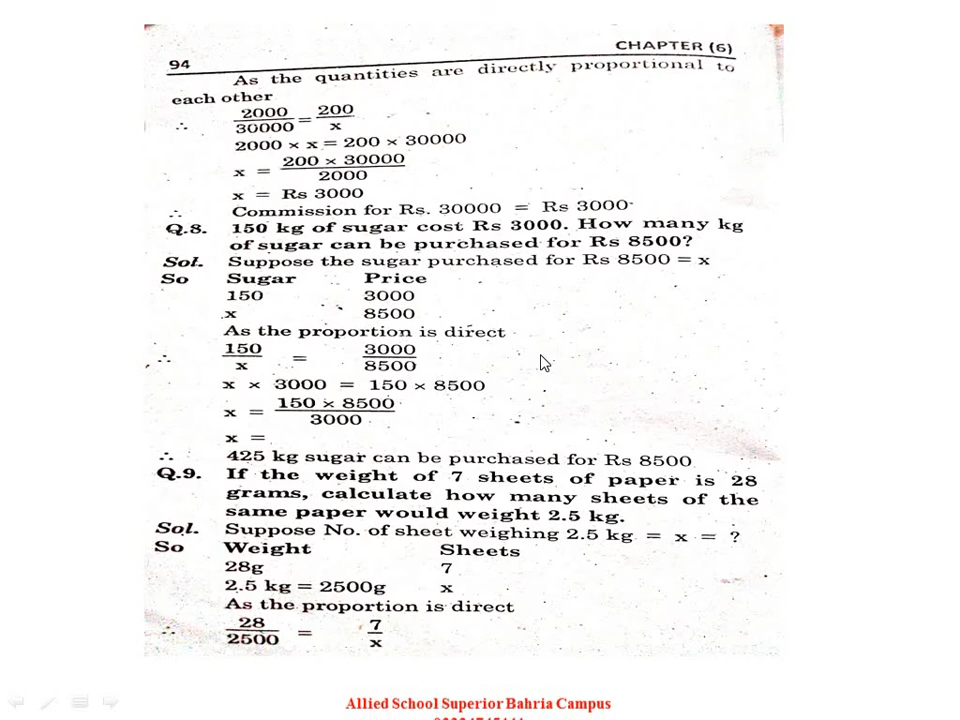 94 CHAPTER (6)
As the quantities are directly proportional to
each other
∴ 2000/30000 = 200/x
2000 × x = 200 × 30000
x = 200 × 30000/2000
x = Rs 3000
∴ Commission for Rs. 30000 = Rs 3000
Q.8. 150 kg of sugar cost Rs 3000. How many kg
of sugar can be purchased for Rs 8500?
Sol. Suppose the sugar purchased for Rs 8500 = x
So Sugar Price
150 3000
x 8500
As the proportion is direct
∴ 150/x = 3000/8500
x × 3000 = 150 × 8500
x = 150 × 8500/3000
x =
∴ 425 kg sugar can be purchased for Rs 8500
Q.9. If the weight of 7 sheets of paper is 28
grams, calculate how many sheets of the
same paper would weight 2.5 kg.
Sol. Suppose No. of sheet weighing 2.5 kg = x = ?
So Weight Sheets
28g 7
2.5 kg = 2500g x
As the proportion is direct
∴ 28/2500 = 7/x
Allied School Superior Bahria Campus